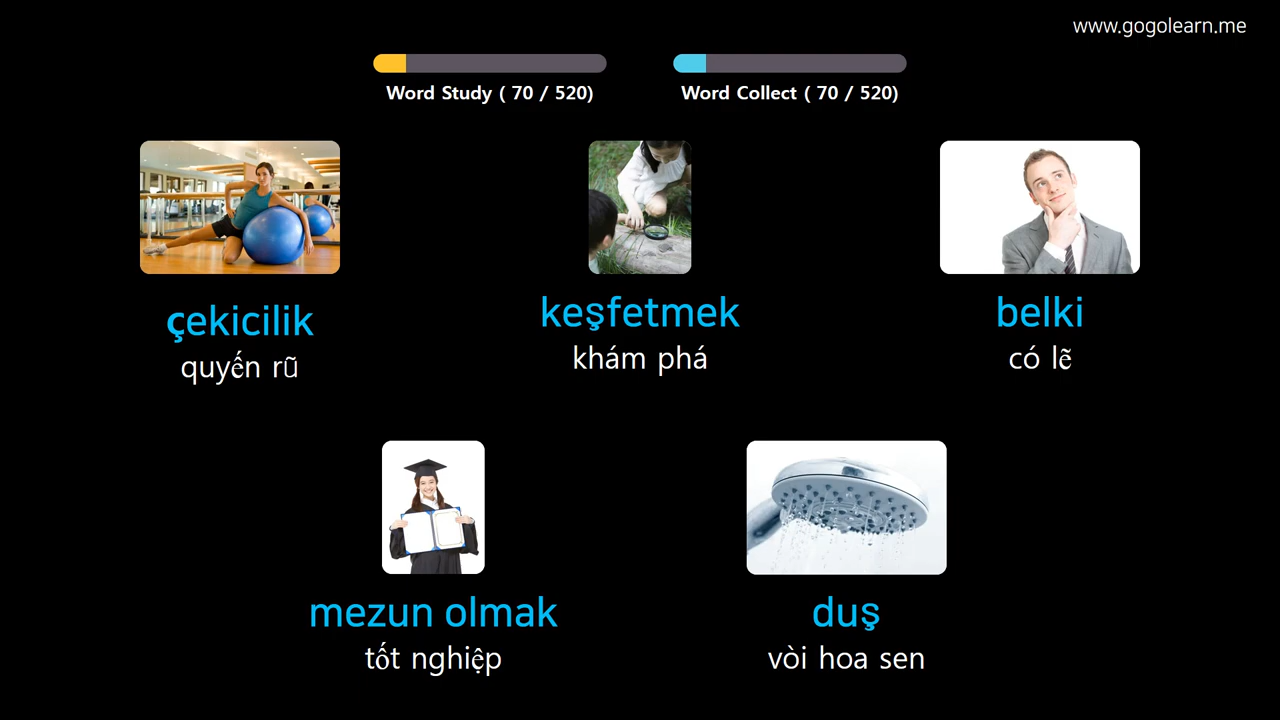 www.gogolearn.me
Word Study ( 70 / 520)
Word Collect ( 70 / 520)
çekicilik
quyến rũ
keşfetmek
khám phá
belki
có lẽ
mezun olmak
tốt nghiệp
duş
vòi hoa sen